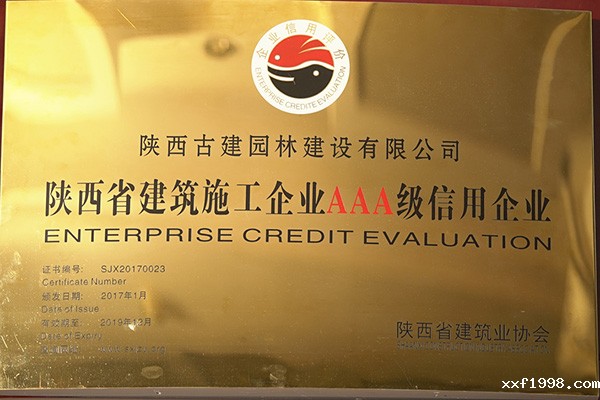 企业信用评价
ENTERPRISE CREDITE EVALUATION
陕西古建园林建设有限公司
陕西省建筑施工企业AAA级信用企业
ENTERPRISE CREDIT EVALUATION
证书编号: SJX20170023
Certificate Number
颁发日期: 2017年1月
Date of Issue
有效期至: 2019年12月
Date of Expiry
陕西省建筑业协会
xxf1998.com